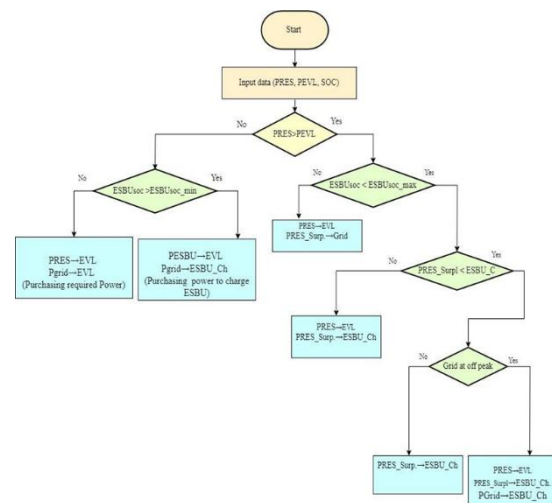 Start
Input data (PRES, PEVL, SOC)
No
PRES>PEVL
Yes
No
ESBUsoc >ESBUsoc_min
Yes
No
ESBUsoc < ESBUsoc_max
Yes
PRES→EVL
Pgrid→EVL
(Purchasing required Power)
PESBU→EVL
Pgrid→ESBU_Ch
(Purchasing power to charge
ESBU)
PRES→EVL
PRES_Surp.→Grid
No
PRES_Surpl < ESBU_C
Yes
PRES→EVL
PRES_Surp.→ESBU_Ch
No
Grid at off peak
Yes
PRES_Surp.→ESBU_Ch
PRES→EVL
PRES_Surpl→ESBU_Ch.
PGrid→ESBU_Ch